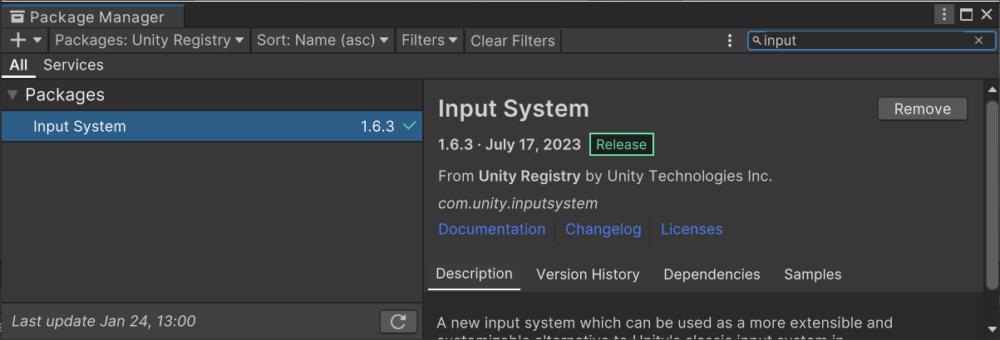 Package Manager
Packages: Unity Registry Sort: Name (asc) Filters Clear Filters input
All Services
Packages
Input System 1.6.3
Last update Jan 24, 13:00
Input System Remove
1.6.3 · July 17, 2023 Release
From Unity Registry by Unity Technologies Inc.
com.unity.inputsystem
Documentation Changelog Licenses
Description Version History Dependencies Samples
A new input system which can be used as a more extensible and
customizable alternative to Unity's classic input system in